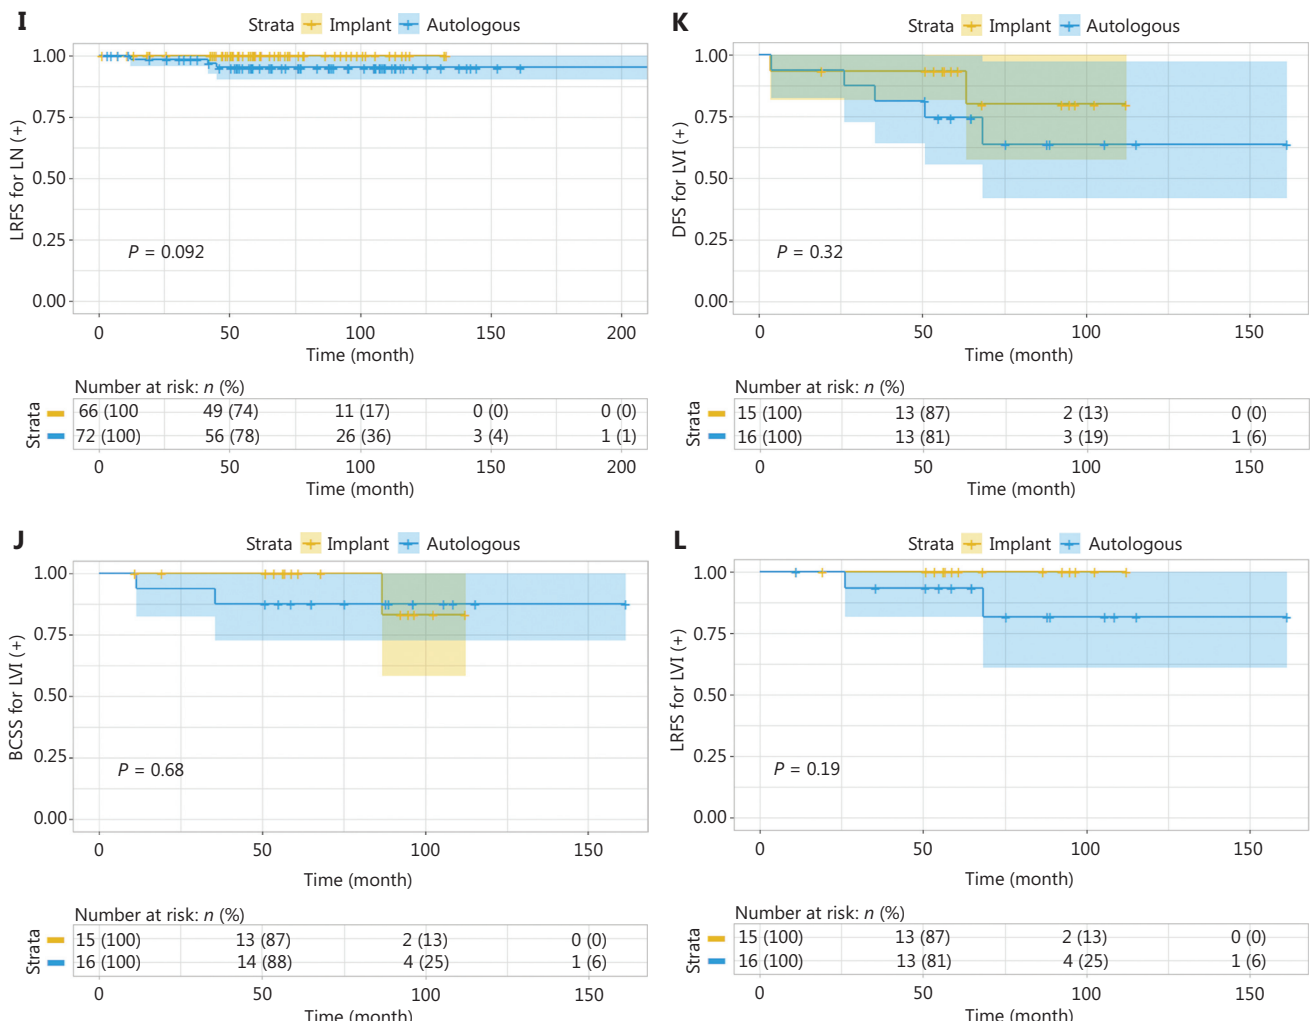 I
Strata Implant Autologous
LRFS for LN (+)
1.00
0.75
0.50
0.25
0.00
P = 0.092
0 50 100 150 200
Time (month)
Number at risk: n (%)
Strata
66 (100 49 (74) 11 (17) 0 (0) 0 (0)
72 (100) 56 (78) 26 (36) 3 (4) 1 (1)
0 50 100 150 200
Time (month)
K
Strata Implant Autologous
DFS for LVI (+)
1.00
0.75
0.50
0.25
0.00
P = 0.32
0 50 100 150
Time (month)
Number at risk: n (%)
Strata
15 (100) 13 (87) 2 (13) 0 (0)
16 (100) 13 (81) 3 (19) 1 (6)
0 50 100 150
Time (month)
J
Strata Implant Autologous
BCSS for LVI (+)
1.00
0.75
0.50
0.25
0.00
P = 0.68
0 50 100 150
Time (month)
Number at risk: n (%)
Strata
15 (100) 13 (87) 2 (13) 0 (0)
16 (100) 14 (88) 4 (25) 1 (6)
0 50 100 150
Time (month)
L
Strata Implant Autologous
LRFS for LVI (+)
1.00
0.75
0.50
0.25
0.00
P = 0.19
0 50 100 150
Time (month)
Number at risk: n (%)
Strata
15 (100) 13 (87) 2 (13) 0 (0)
16 (100) 13 (81) 4 (25) 1 (6)
0 50 100 150
Time (month)